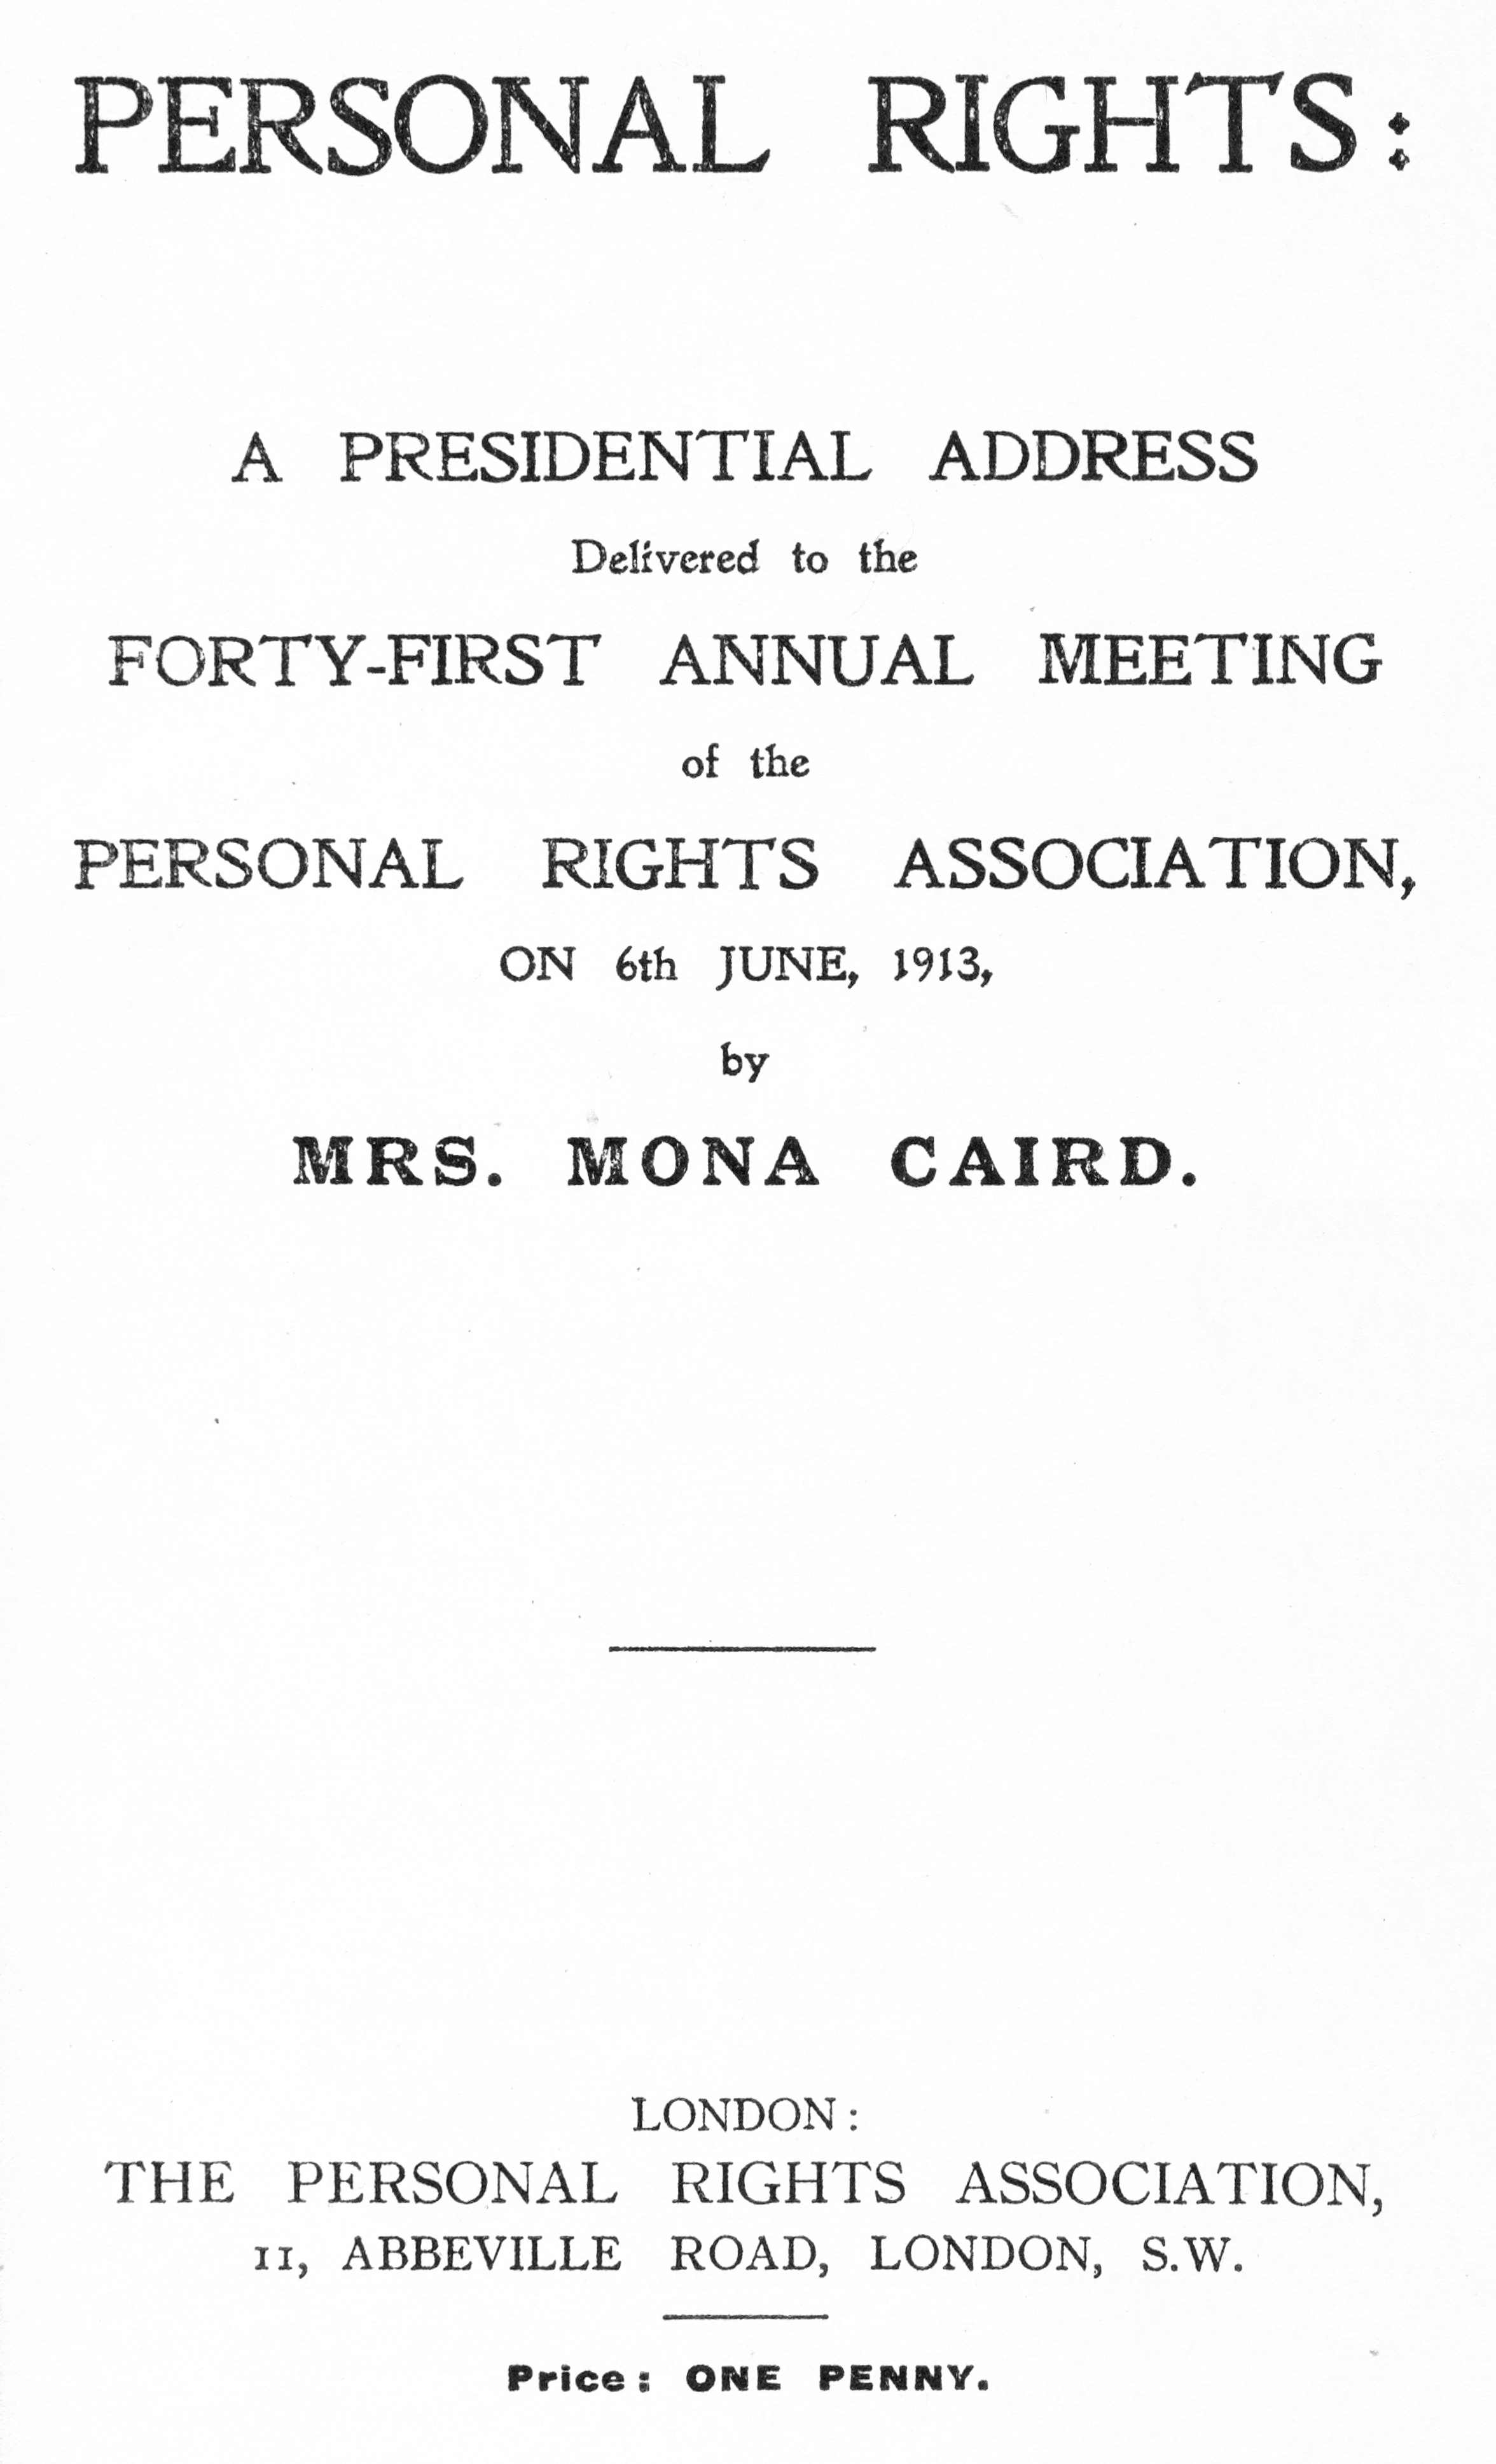 PERSONAL RIGHTS:
A PRESIDENTIAL ADDRESS
Delivered to the
FORTY-FIRST ANNUAL MEETING
of the
PERSONAL RIGHTS ASSOCIATION,
ON 6th JUNE, 1913,
by
MRS. MONA CAIRD.
LONDON:
THE PERSONAL RIGHTS ASSOCIATION,
11, ABBEVILLE ROAD, LONDON, S.W.
Price: ONE PENNY.